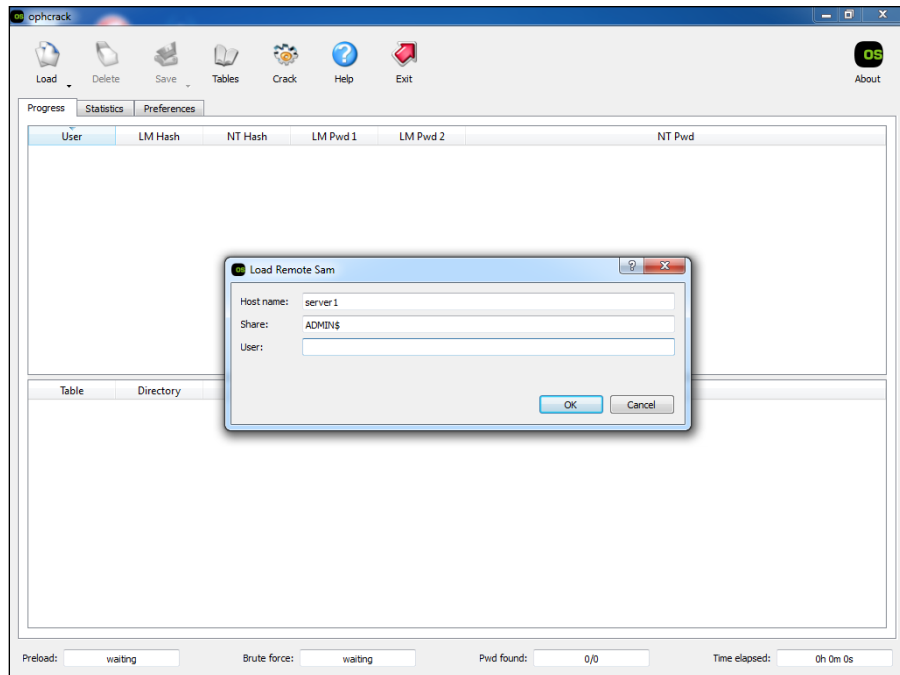 os ophcrack
Load Delete Save Tables Crack Help Exit
OS
About
Progress Statistics Preferences
User LM Hash NT Hash LM Pwd 1 LM Pwd 2 NT Pwd
os Load Remote Sam
Host name: server1
Share: ADMIN$
User:
OK Cancel
Table Directory
Preload: waiting Brute force: waiting Pwd found: 0/0 Time elapsed: 0h 0m 0s